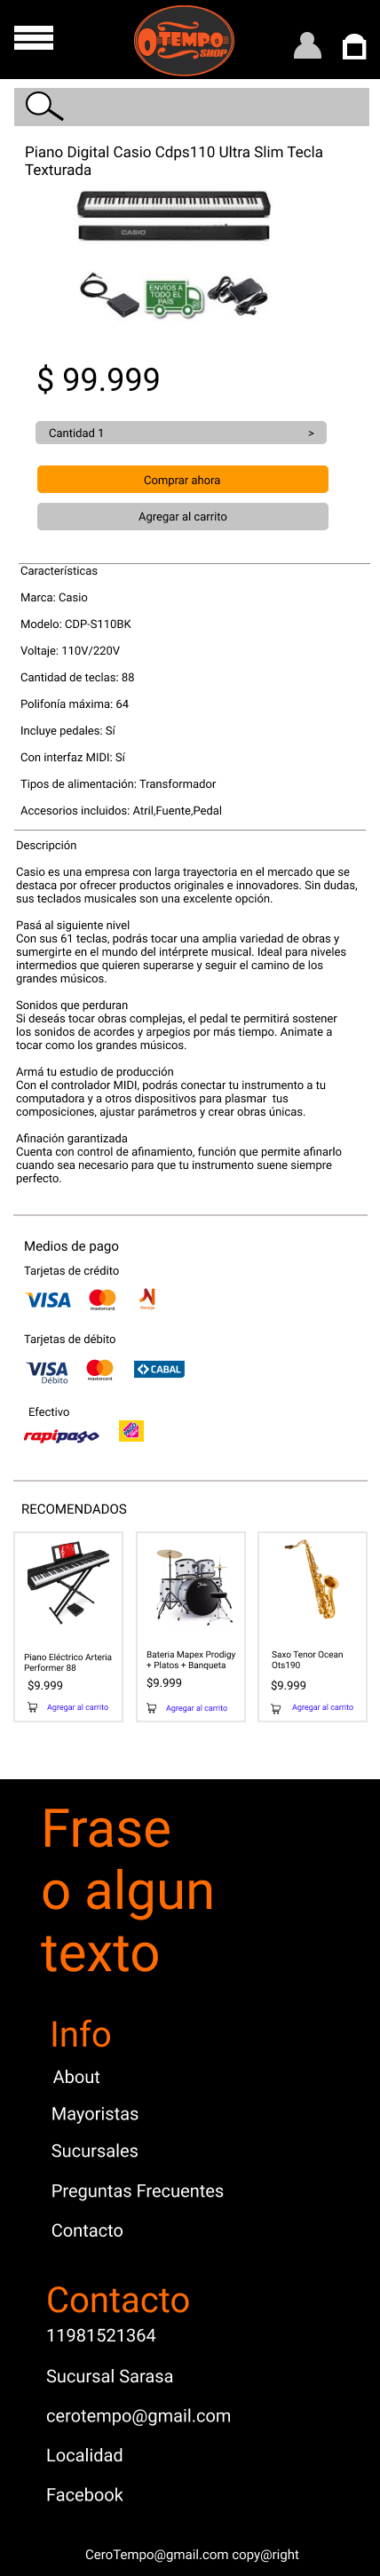 0 TEMPO
SHOP
Piano Digital Casio Cdps110 Ultra Slim Tecla
Texturada
CASIO
ENVÍOS A
TODO EL
PAÍS
$ 99.999
Cantidad 1 >
Comprar ahora
Agregar al carrito
Características
Marca: Casio
Modelo: CDP-S110BK
Voltaje: 110V/220V
Cantidad de teclas: 88
Polifonía máxima: 64
Incluye pedales: Sí
Con interfaz MIDI: Sí
Tipos de alimentación: Transformador
Accesorios incluidos: Atril,Fuente,Pedal
Descripción
Casio es una empresa con larga trayectoria en el mercado que se
destaca por ofrecer productos originales e innovadores. Sin dudas,
sus teclados musicales son una excelente opción.
Pasá al siguiente nivel
Con sus 61 teclas, podrás tocar una amplia variedad de obras y
sumergirte en el mundo del intérprete musical. Ideal para niveles
intermedios que quieren superarse y seguir el camino de los
grandes músicos.
Sonidos que perduran
Si deseás tocar obras complejas, el pedal te permitirá sostener
los sonidos de acordes y arpegios por más tiempo. Animate a
tocar como los grandes músicos.
Armá tu estudio de producción
Con el controlador MIDI, podrás conectar tu instrumento a tu
computadora y a otros dispositivos para plasmar  tus
composiciones, ajustar parámetros y crear obras únicas.
Afinación garantizada
Cuenta con control de afinamiento, función que permite afinarlo
cuando sea necesario para que tu instrumento suene siempre
perfecto.
Medios de pago
Tarjetas de crédito
VISA mastercard Naranja
Tarjetas de débito
VISA Débito mastercard CABAL
Efectivo
rapipago
RECOMENDADOS
Piano Eléctrico Arteria
Performer 88
$9.999
Agregar al carrito
Bateria Mapex Prodigy
+ Platos + Banqueta
$9.999
Agregar al carrito
Saxo Tenor Ocean
Ots190
$9.999
Agregar al carrito
Frase
o algun
texto
Info
About
Mayoristas
Sucursales
Preguntas Frecuentes
Contacto
Contacto
11981521364
Sucursal Sarasa
cerotempo@gmail.com
Localidad
Facebook
CeroTempo@gmail.com copy@right